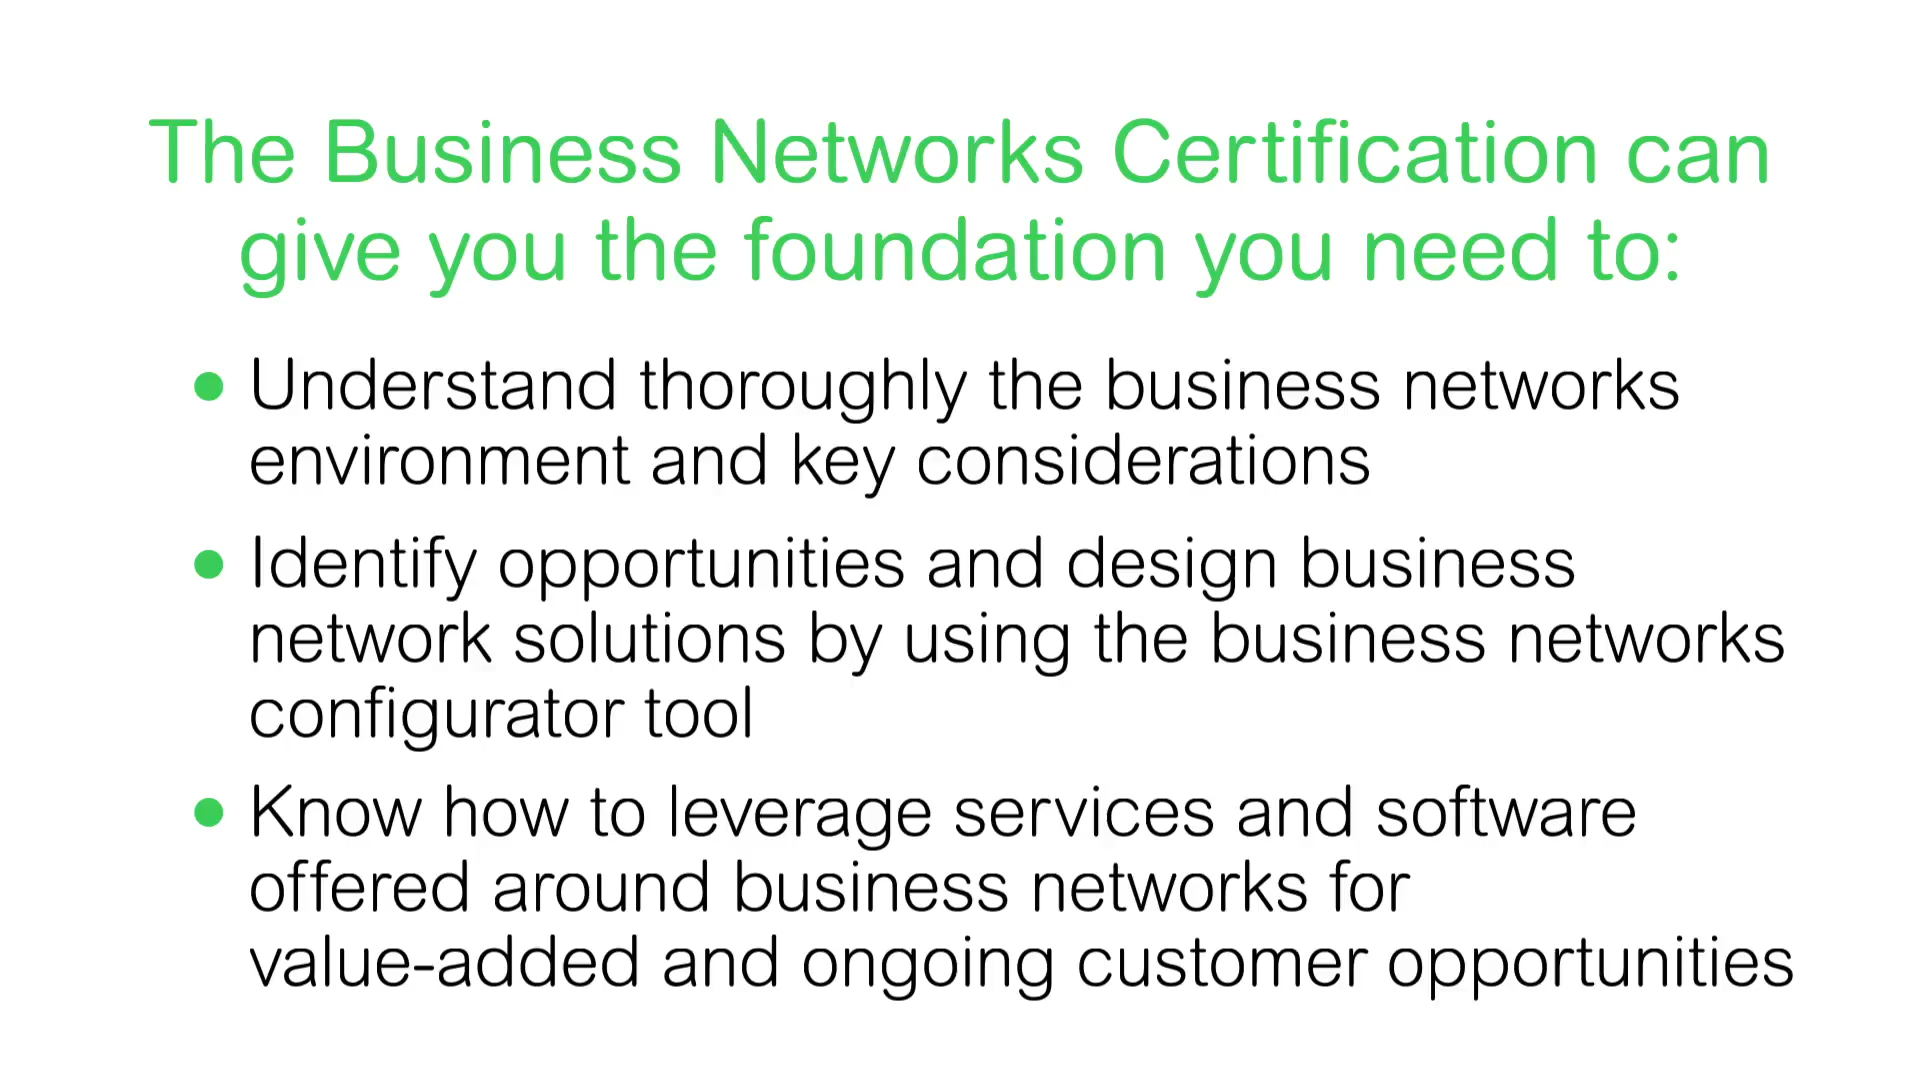 The Business Networks Certification can
give you the foundation you need to:
• Understand thoroughly the business networks
environment and key considerations
• Identify opportunities and design business
network solutions by using the business networks
configurator tool
• Know how to leverage services and software
offered around business networks for
value-added and ongoing customer opportunities